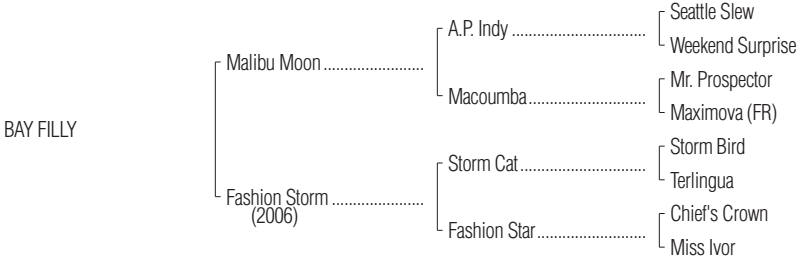 Seattle Slew
A.P. Indy ..............................
Weekend Surprise
Malibu Moon ......................
Mr. Prospector
Macoumba ..........................
Maximova (FR)
BAY FILLY
Storm Bird
Storm Cat ............................
Terlingua
Fashion Storm ....................
(2006)
Chief's Crown
Fashion Star ........................
Miss Ivor